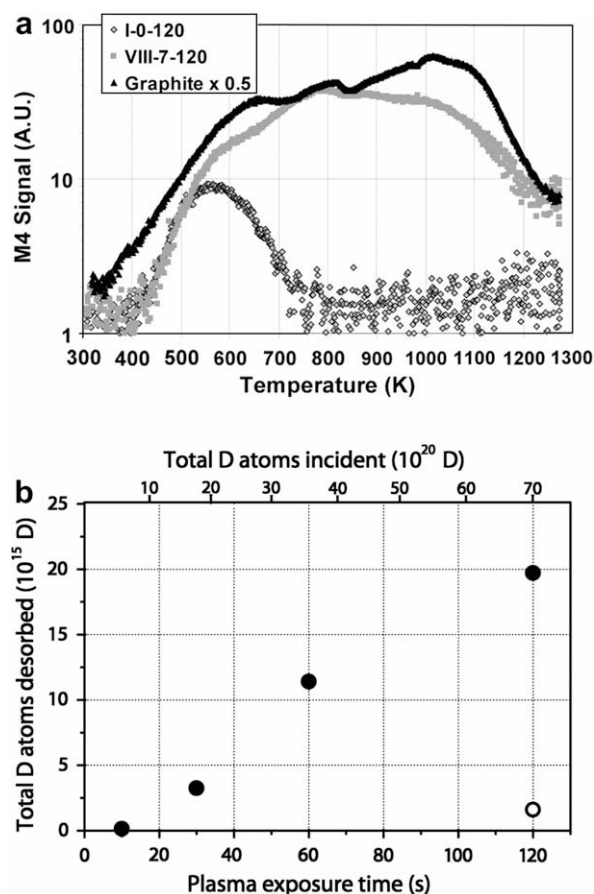 a
I-0-120
VIII-7-120
Graphite x 0.5
100
10
1
M4 Signal (A.U.)
300 400 500 600 700 800 900 1000 1100 1200 1300
Temperature (K)
b
Total D atoms incident (10²⁰ D)
10 20 30 40 50 60 70
25
20
15
10
5
0
Total D atoms desorbed (10¹⁵ D)
0 20 40 60 80 100 120
Plasma exposure time (s)